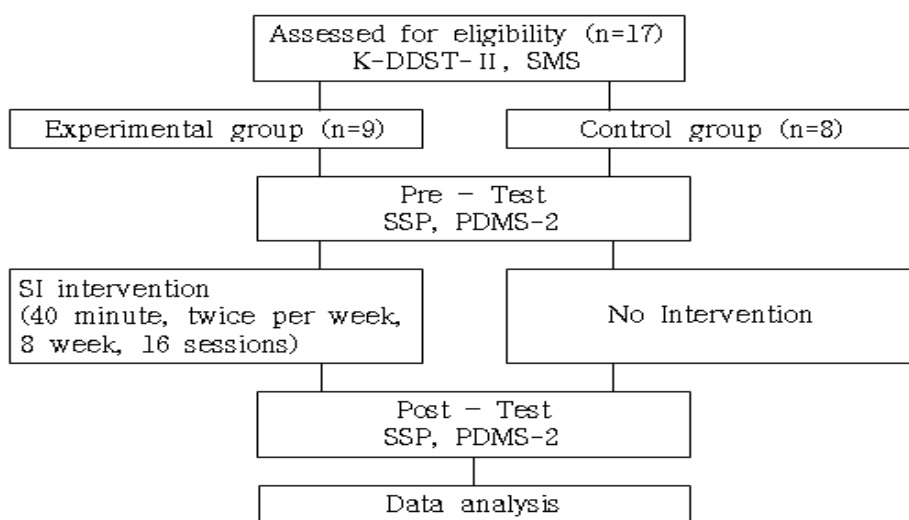 Assessed for eligibility (n=17)
K-DDST-II, SMS
Experimental group (n=9)
Control group (n=8)
Pre - Test
SSP, PDMS-2
SI intervention
(40 minute, twice per week,
8 week, 16 sessions)
No Intervention
Post - Test
SSP, PDMS-2
Data analysis